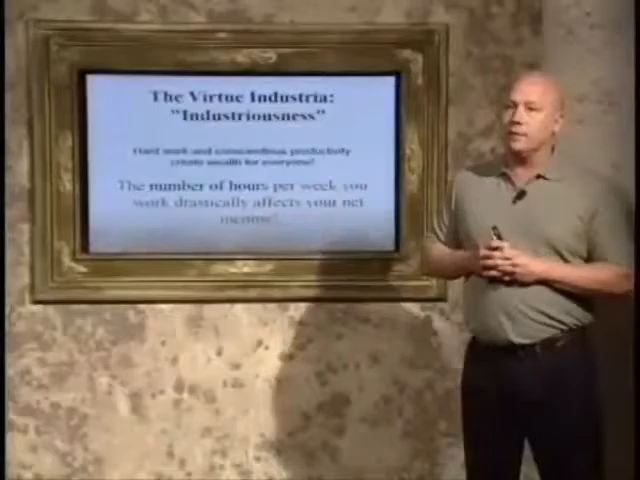 The Virtue Industria:
"Industriousness"
Hard work and conscientious productivity
create wealth for everyone!
The number of hours per week you
work drastically affects your net
income!